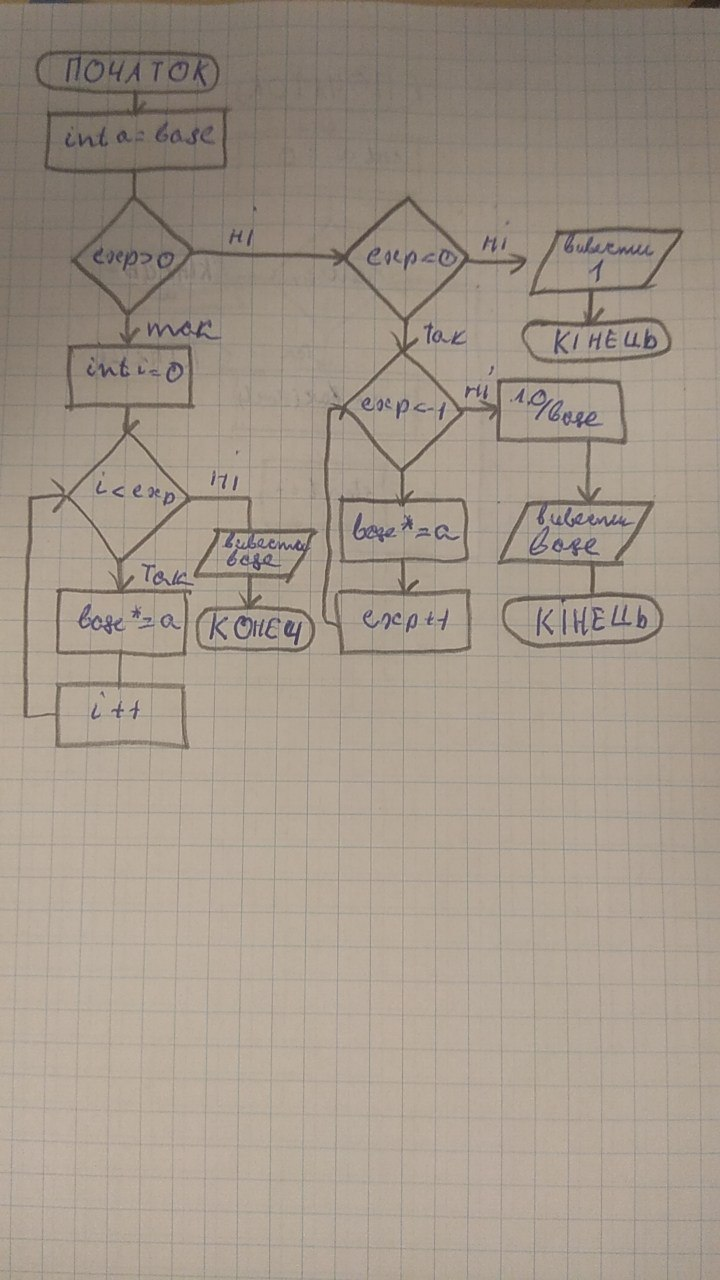 ПОЧАТОК
int a = base
exp>0
ні
exp<0
ні
вивести
1
КІНЕЦЬ
так
int i=0
Так
exp<-1
ні
1.0/base
i < exp
ні
Так
вивести
base
КОНЕЦ
base*=a
i++
base*=a
exp++
вивести
base
КІНЕЦЬ